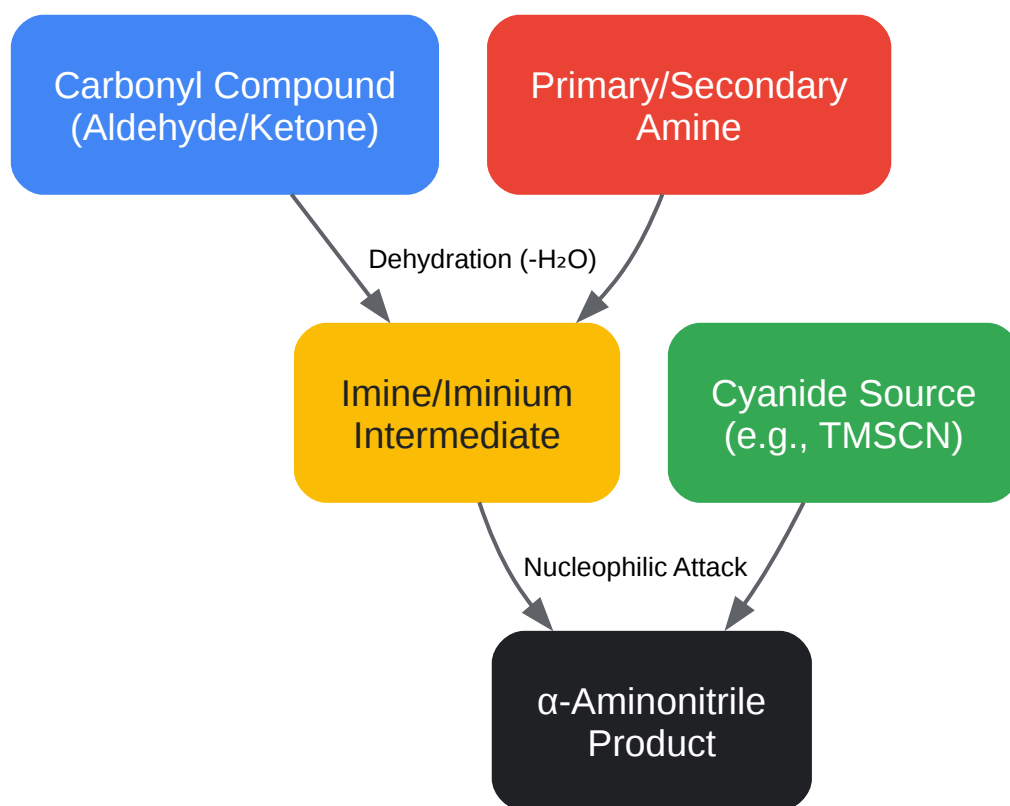 Carbonyl Compound
(Aldehyde/Ketone)
Primary/Secondary
Amine
Dehydration (-H₂O)
Imine/Iminium
Intermediate
Cyanide Source
(e.g., TMSCN)
Nucleophilic Attack
α-Aminonitrile
Product